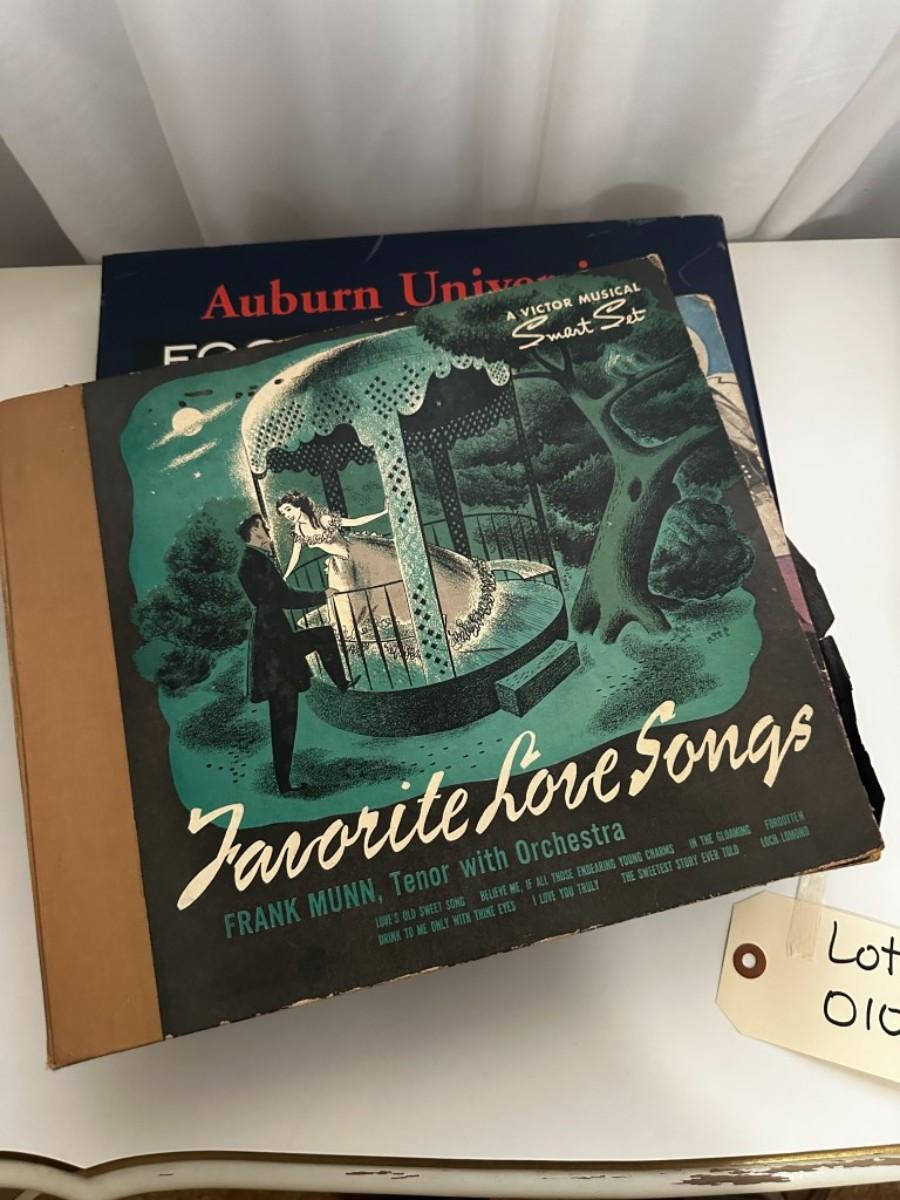 Auburn
A VICTOR MUSICAL
Smart Set
Favorite Love Songs
FRANK MUNN, Tenor with Orchestra
LOVE'S OLD SWEET SONG BELIEVE ME, IF ALL THOSE ENDEARING YOUNG CHARMS IN THE GLOAMING FORGOTTEN
DRINK TO ME ONLY WITH THINE EYES I LOVE YOU TRULY THE SWEETEST STORY EVER TOLD LOCH LOMOND
Lot
010